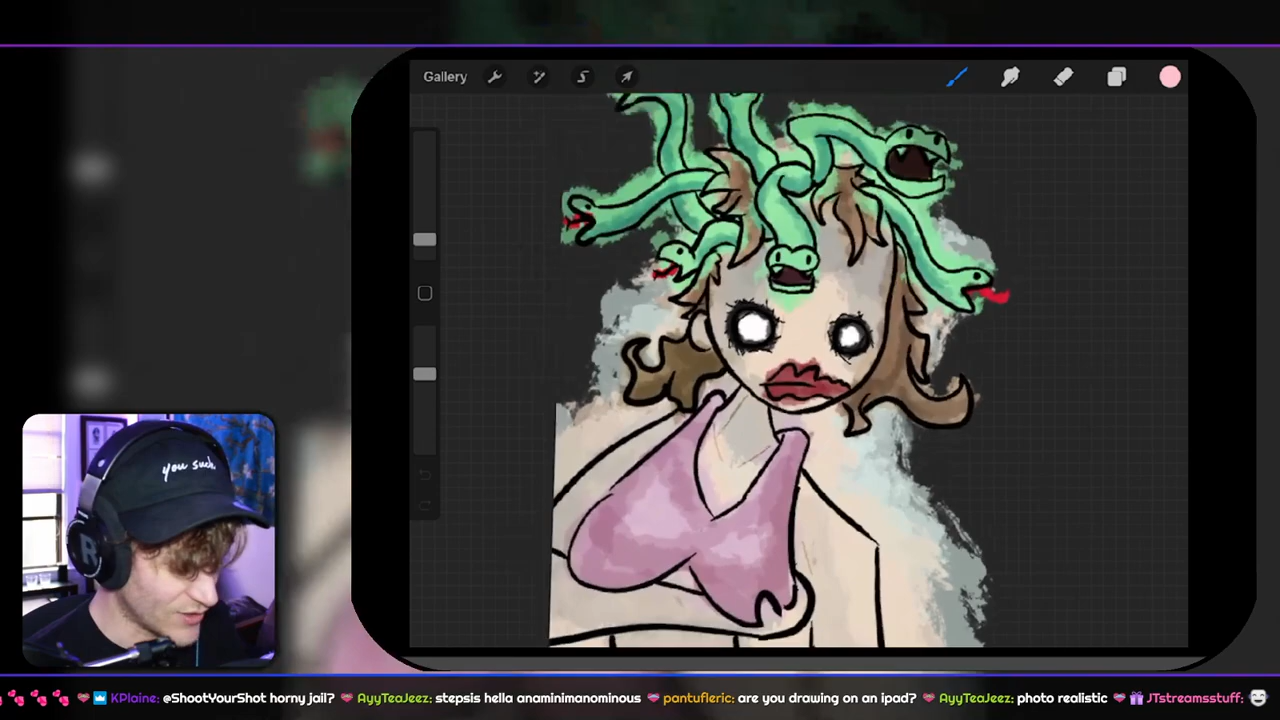 Gallery
you suck.
R
KPlaine: @ShootYourShot horny jail? AyyTeaJeez: stepsis hella anaminimanominous pantufleric: are you drawing on an ipad? AyyTeaJeez: photo realistic JTstreamsstuff: